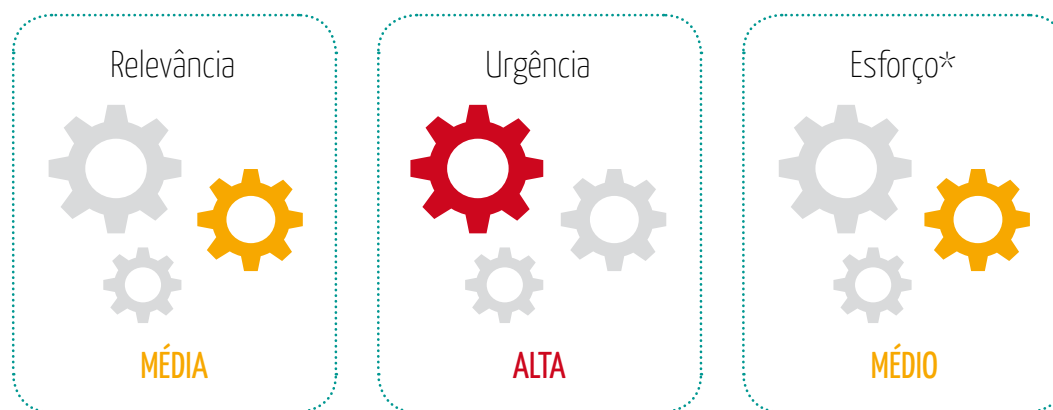 Relevância
MÉDIA
Urgência
ALTA
Esforço*
MÉDIO